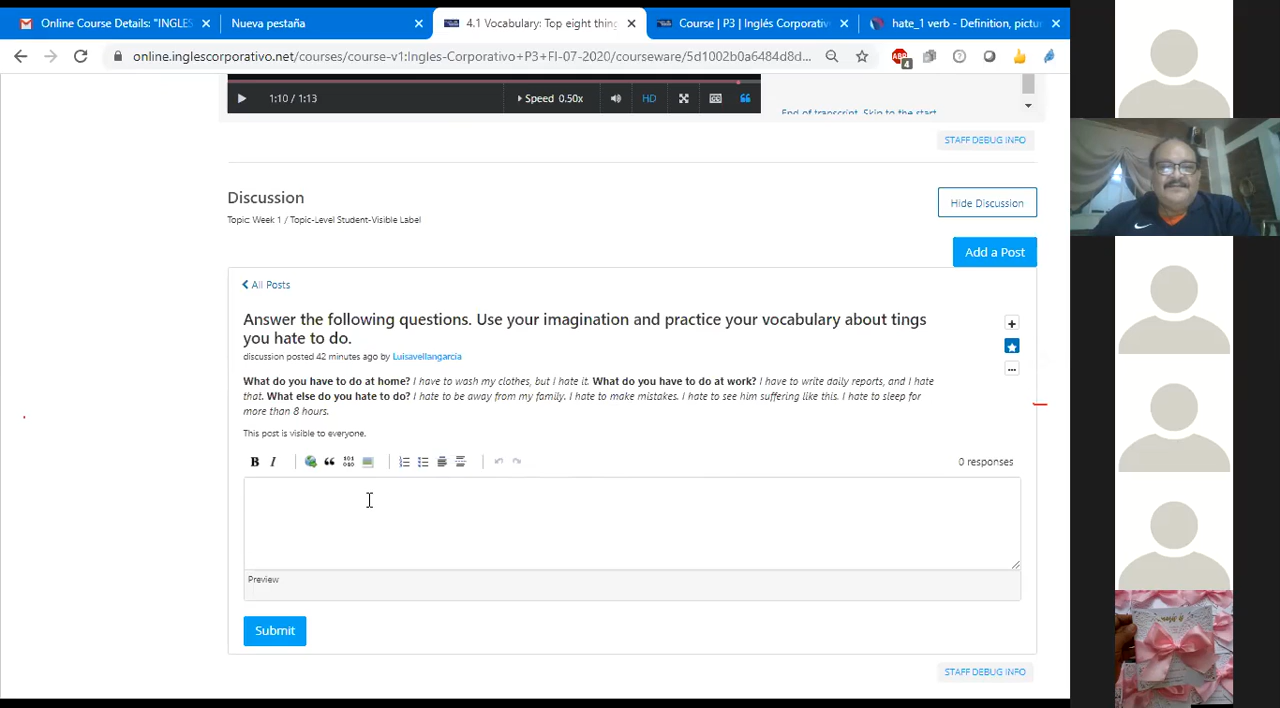 Online Course Details: "INGLES
Nueva pestaña
4.1 Vocabulary: Top eight thing
Course | P3 | Inglés Corporativ
hate_1 verb - Definition, pictu
online.inglescorporativo.net/courses/course-v1:Ingles-Corporativo+P3+FI-07-2020/courseware/5d1002b0a6484d8d...
ABP
4
1:10 / 1:13
Speed 0.50x
HD
CC
End of transcript. Skip to the start.
STAFF DEBUG INFO
Discussion
Topic: Week 1 / Topic-Level Student-Visible Label
Hide Discussion
Add a Post
All Posts
Answer the following questions. Use your imagination and practice your vocabulary about tings
you hate to do.
discussion posted 42 minutes ago by Luisavellangarcia
What do you have to do at home? I have to wash my clothes, but I hate it. What do you have to do at work? I have to write daily reports, and I hate
that. What else do you hate to do? I hate to be away from my family. I hate to make mistakes. I hate to see him suffering like this. I hate to sleep for
more than 8 hours.
This post is visible to everyone.
B I
0 responses
Preview
Submit
STAFF DEBUG INFO